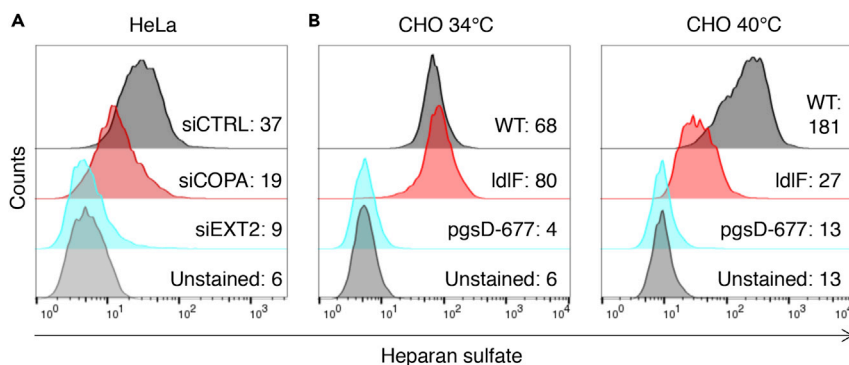 A
HeLa
B
CHO 34°C
CHO 40°C
Counts
siCTRL: 37
siCOPA: 19
siEXT2: 9
Unstained: 6
10⁰ 10¹ 10² 10³
WT: 68
ldlF: 80
pgsD-677: 4
Unstained: 6
10⁰ 10¹ 10² 10³ 10⁴
WT:
181
ldlF: 27
pgsD-677: 13
Unstained: 13
10⁰ 10¹ 10² 10³ 10⁴
Heparan sulfate